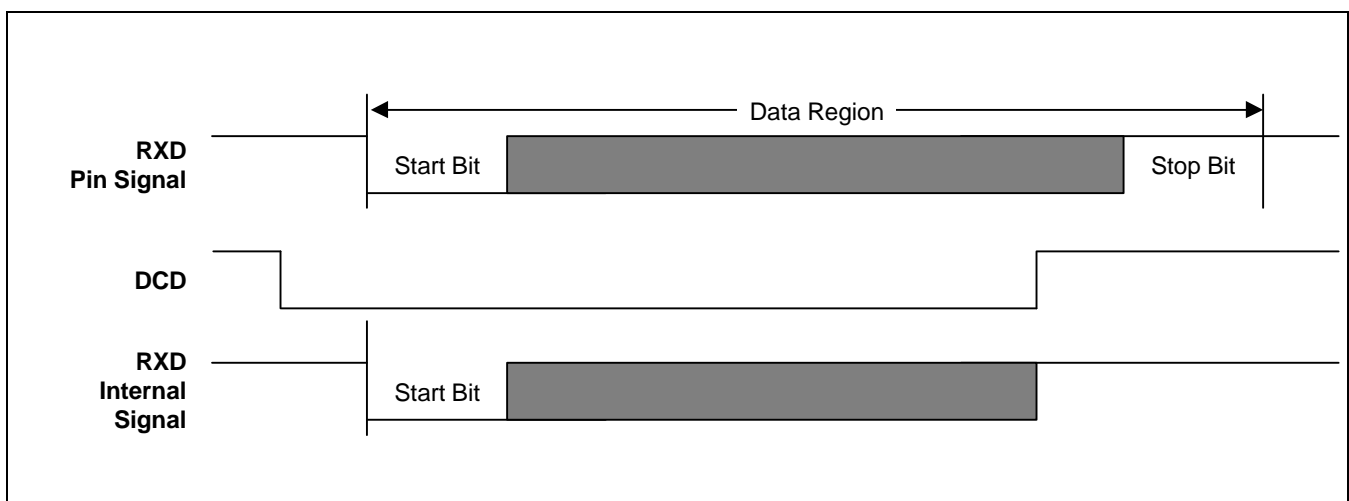 Data Region
RXD
Pin Signal
Start Bit
Stop Bit
DCD
RXD
Internal
Signal
Start Bit